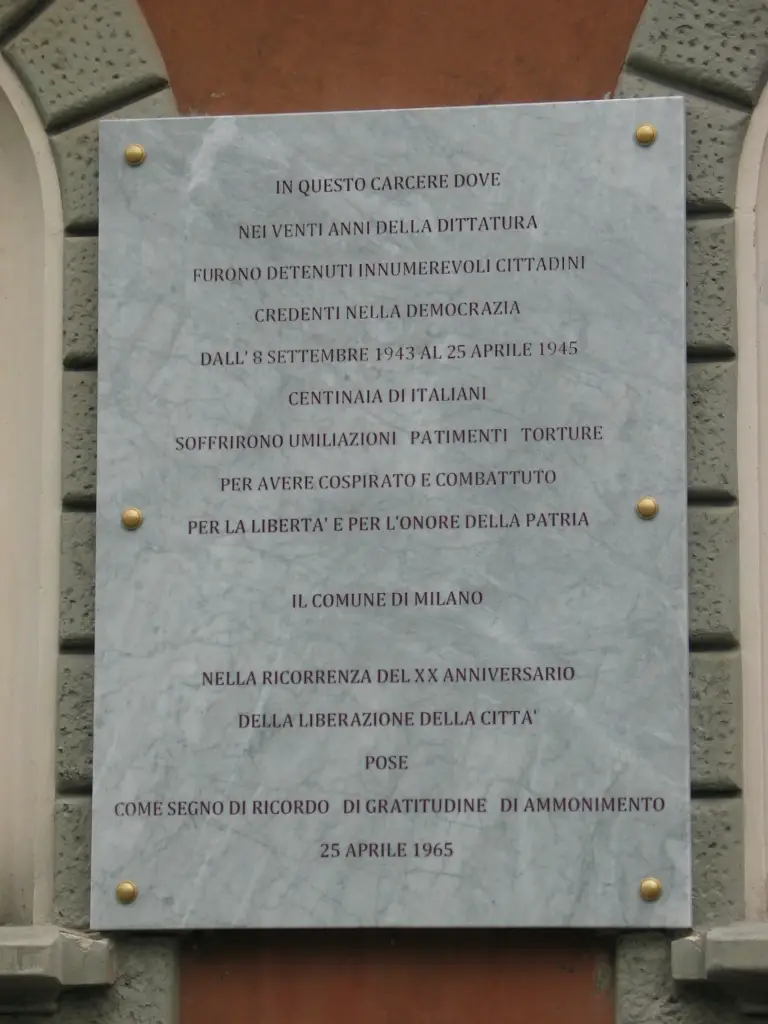 IN QUESTO CARCERE DOVE
NEI VENTI ANNI DELLA DITTATURA
FURONO DETENUTI INNUMEREVOLI CITTADINI
CREDENTI NELLA DEMOCRAZIA
DALL' 8 SETTEMBRE 1943 AL 25 APRILE 1945
CENTINAIA DI ITALIANI
SOFFRIRONO UMILIAZIONI PATIMENTI TORTURE
PER AVERE COSPIRATO E COMBATTUTO
PER LA LIBERTA' E PER L'ONORE DELLA PATRIA
IL COMUNE DI MILANO
NELLA RICORRENZA DEL XX ANNIVERSARIO
DELLA LIBERAZIONE DELLA CITTA'
POSE
COME SEGNO DI RICORDO DI GRATITUDINE DI AMMONIMENTO
25 APRILE 1965